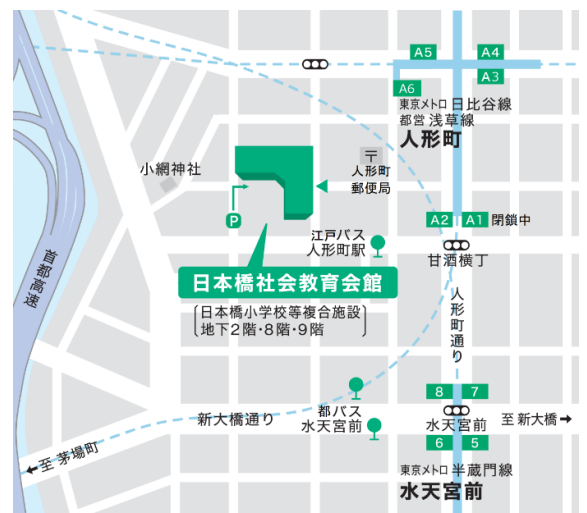 A5
A4
A3
A6
東京メトロ 日比谷線
都営 浅草線
人形町
〒
人形町
郵便局
小網神社
P
A2
A1
閉鎖中
江戸バス
人形町駅
甘酒横丁
首都高速
日本橋社会教育会館
日本橋小学校等複合施設
地下2階・8階・9階
人形町通り
8
7
都バス
水天宮前
新大橋通り
水天宮前
至 新大橋→
6
5
←至 茅場町
東京メトロ 半蔵門線
水天宮前